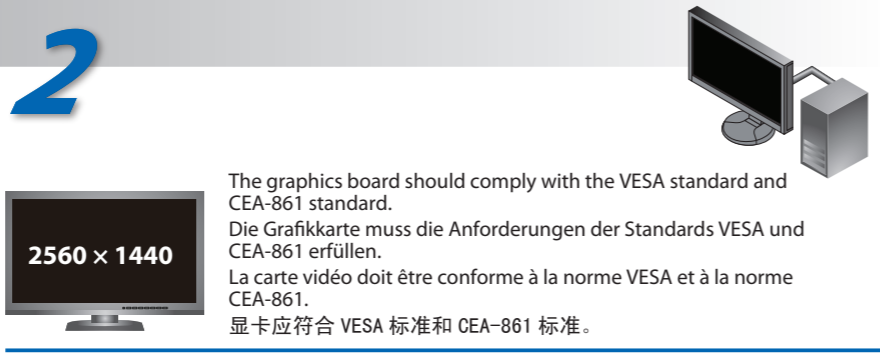 2
2560 × 1440
The graphics board should comply with the VESA standard and
CEA-861 standard.
Die Grafikkarte muss die Anforderungen der Standards VESA und
CEA-861 erfüllen.
La carte vidéo doit être conforme à la norme VESA et à la norme
CEA-861.
显卡应符合 VESA 标准和 CEA-861 标准。